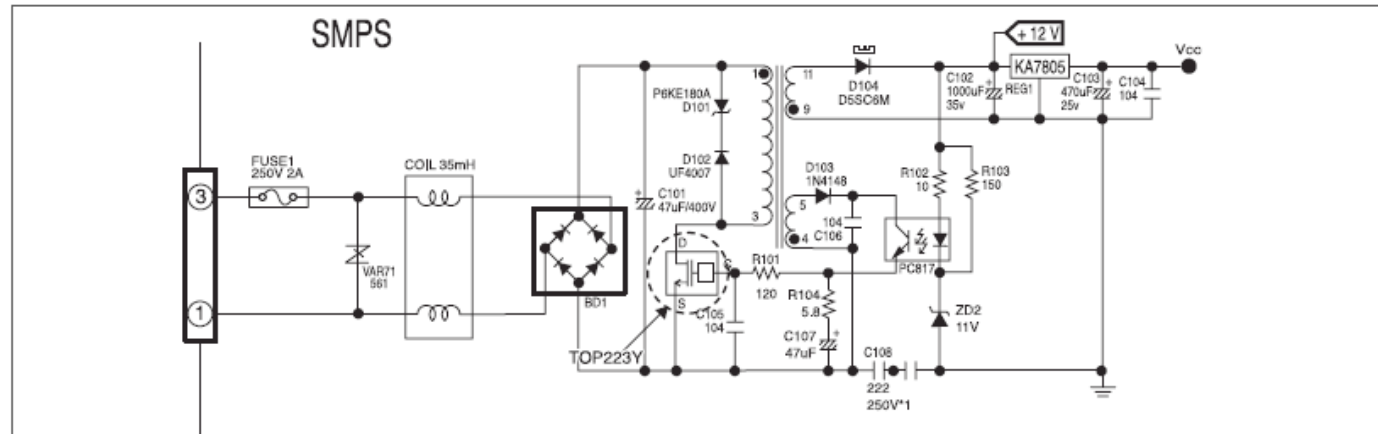 SMPS
+ 12 V
Vcc
KA7805
REG1
C102
1000uF
35v
C103
470uF
25v
C104
104
D104
D5SC6M
1
11
9
3
5
4
P6KE180A
D101
D102
UF4007
C101
47uF/400V
FUSE1
250V 2A
COIL 35mH
3
1
VAR71
561
BD1
D103
1N4148
104
C106
R102
10
R103
150
PC817
D
S
C
R101
120
R104
5.8
C105
104
C107
47uF
ZD2
11V
TOP223Y
C108
222
250V*1